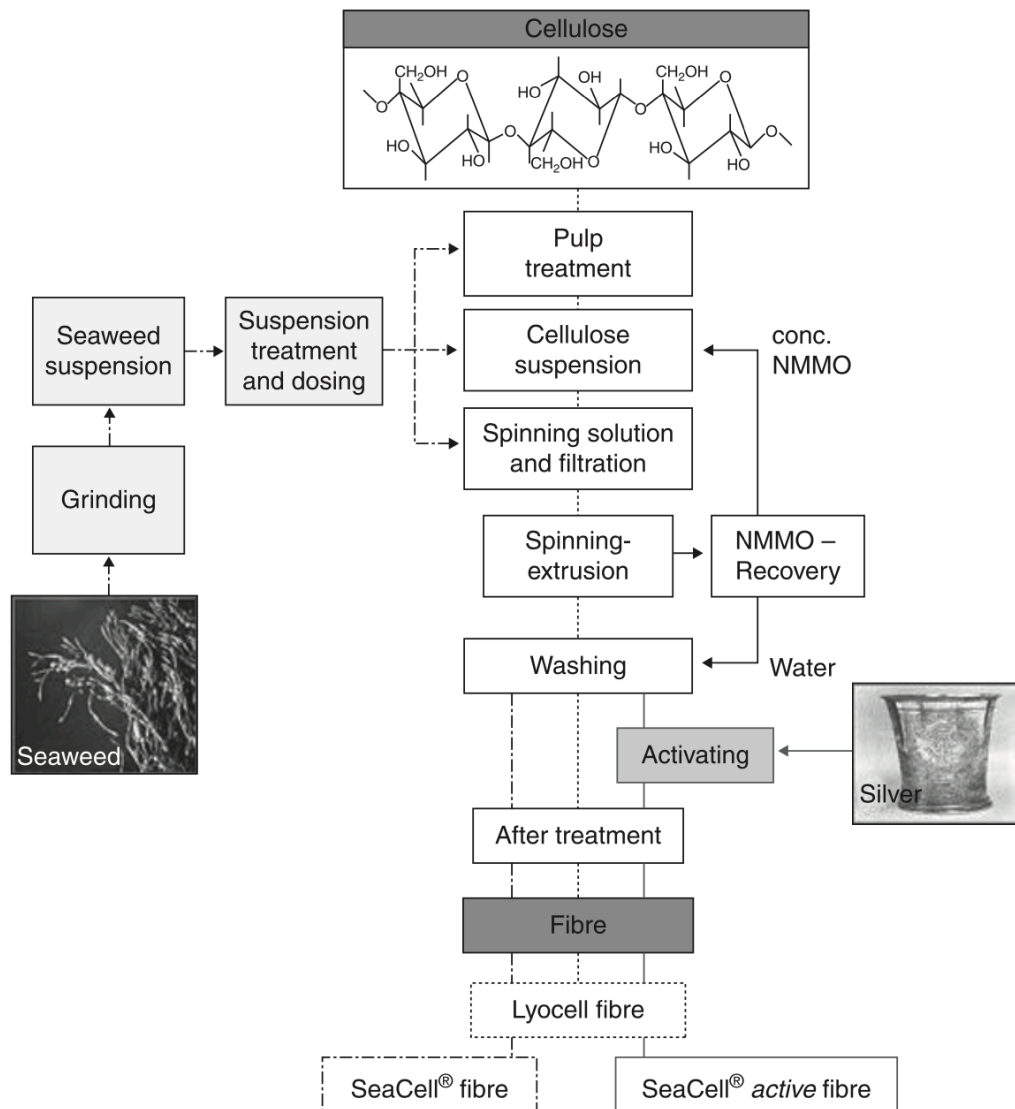 Cellulose
CH2OH
O
OH
HO
CH2OH
O
O
O
O
HO
HO
O
CH2OH
O
HO
HO
O
Pulp
treatment
Seaweed
suspension
Suspension
treatment
and dosing
Cellulose
suspension
conc.
NMMO
Spinning solution
and filtration
Grinding
Spinning-
extrusion
NMMO –
Recovery
Washing
Water
Seaweed
Activating
Silver
After treatment
Fibre
Lyocell fibre
SeaCell® fibre
SeaCell® active fibre